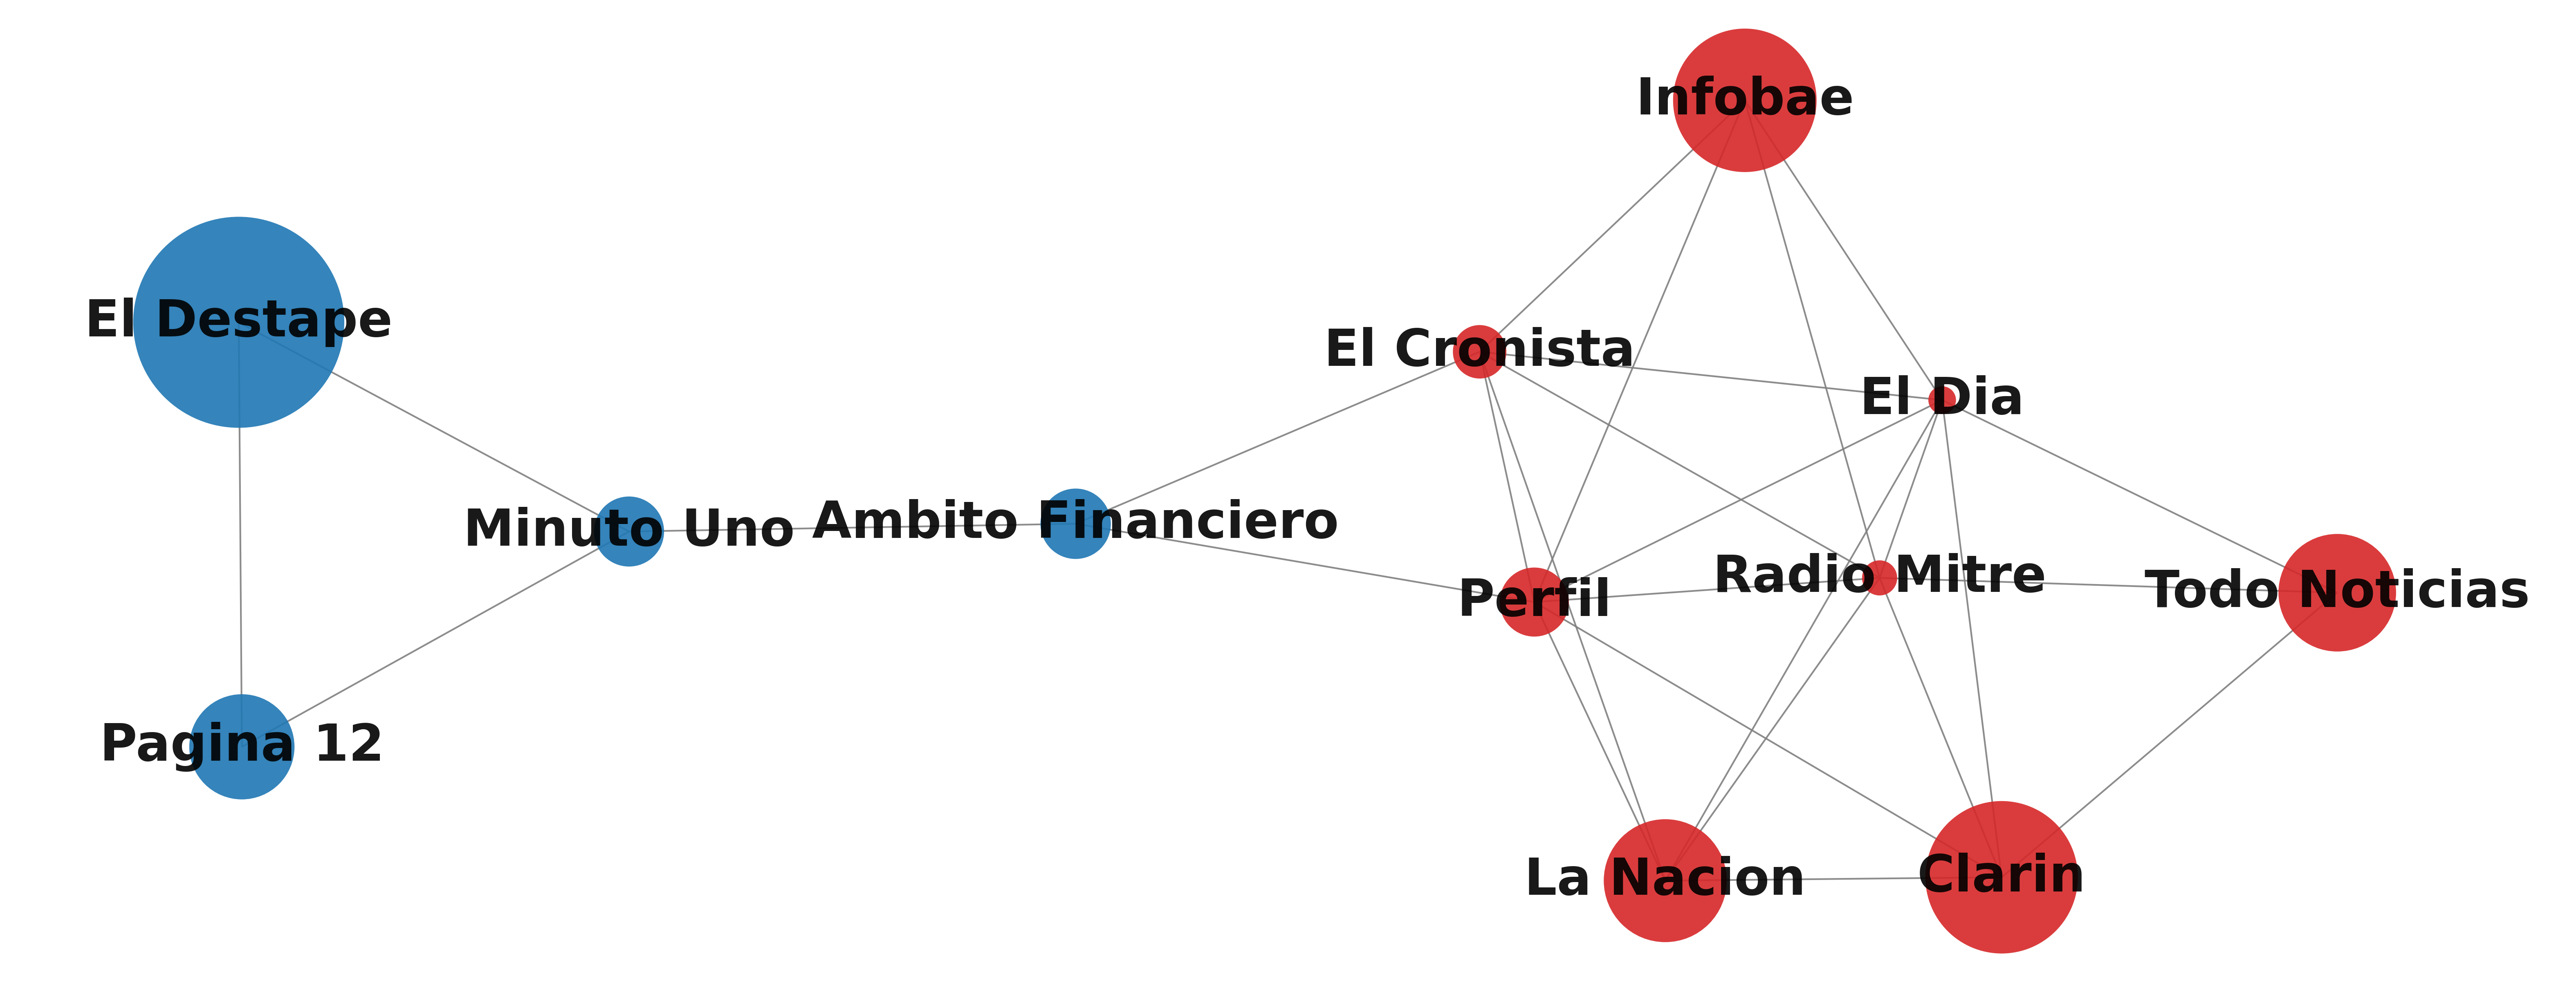 Infobae
El Destape
El Cronista
El Dia
Minuto Uno
Ambito Financiero
Perfil
Radio Mitre
Todo Noticias
Pagina 12
La Nacion
Clarin